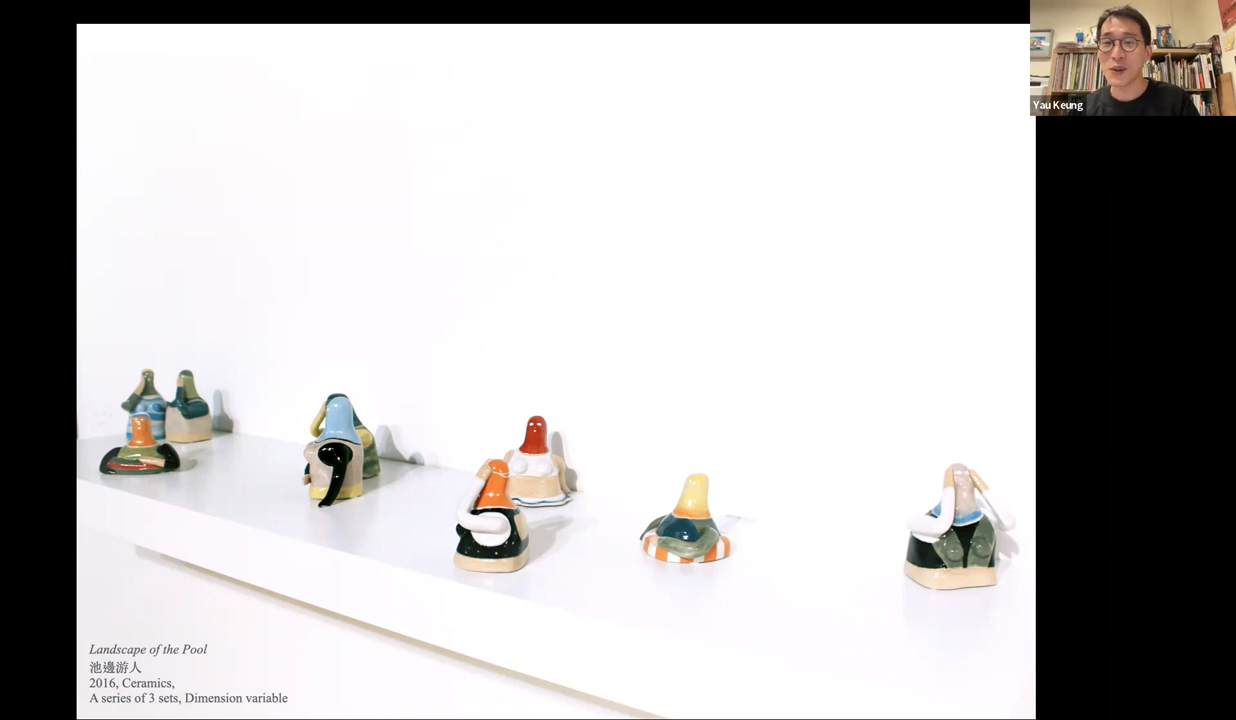 Yau Keung
Landscape of the Pool
池邊游人
2016, Ceramics,
A series of 3 sets, Dimension variable